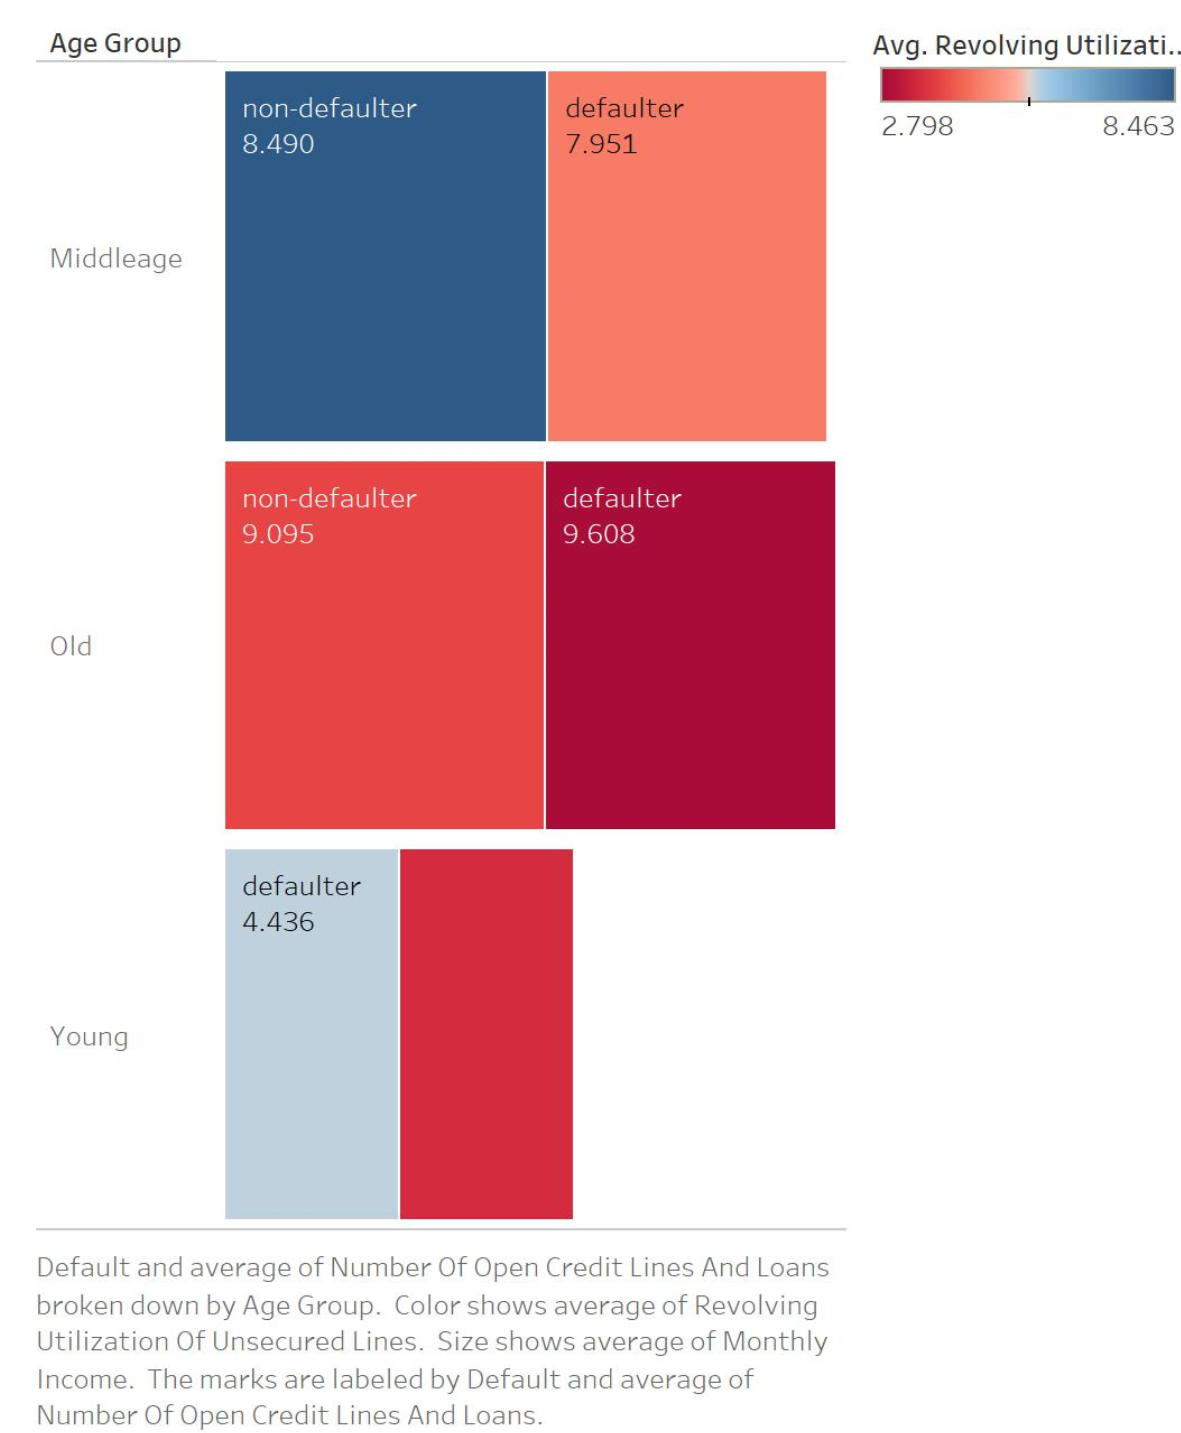 Age Group
Avg. Revolving Utilizati..
2.798 8.463
non-defaulter
8.490
defaulter
7.951
Middleage
non-defaulter
9.095
defaulter
9.608
Old
defaulter
4.436
Young
Default and average of Number Of Open Credit Lines And Loans
broken down by Age Group. Color shows average of Revolving
Utilization Of Unsecured Lines. Size shows average of Monthly
Income. The marks are labeled by Default and average of
Number Of Open Credit Lines And Loans.